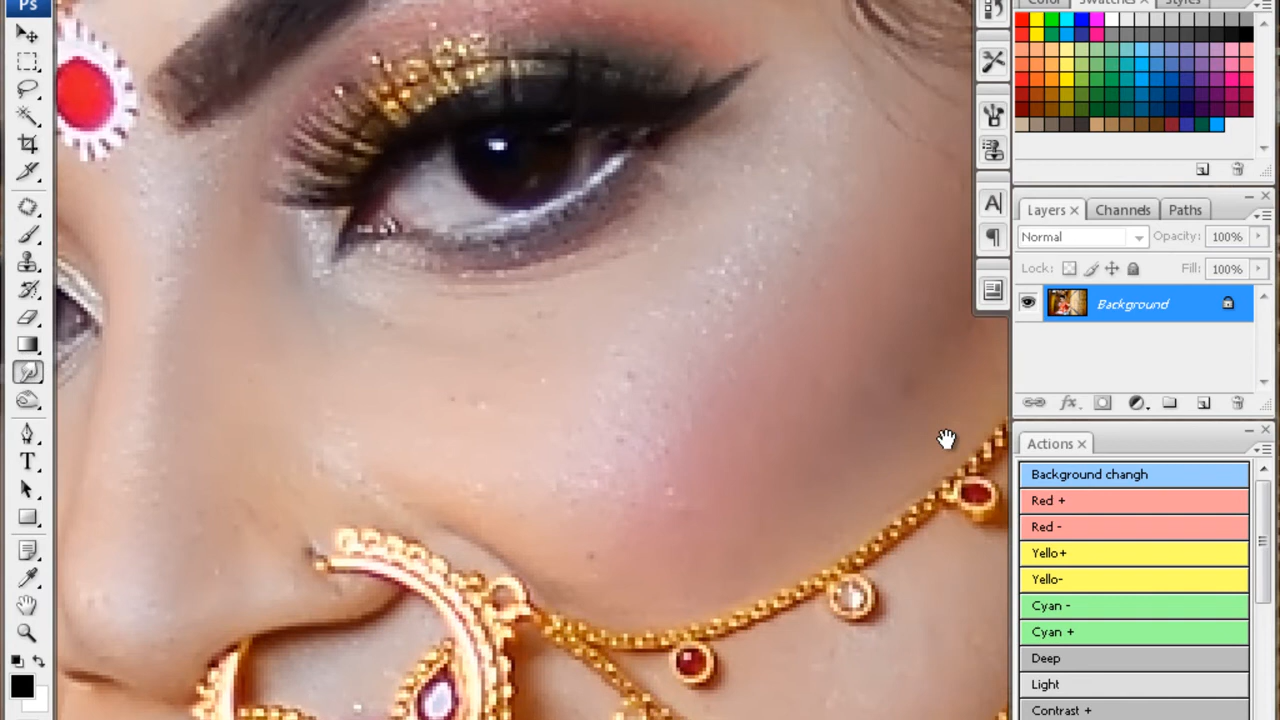 Ps
Color
Swatches ×
Styles
A
¶
Layers ×
Channels
Paths
Normal
Opacity: 100%
Lock:
Fill: 100%
Background
fx
Actions ×
Background changh
Red +
Red -
Yello+
Yello-
Cyan -
Cyan +
Deep
Light
Contrast +
T